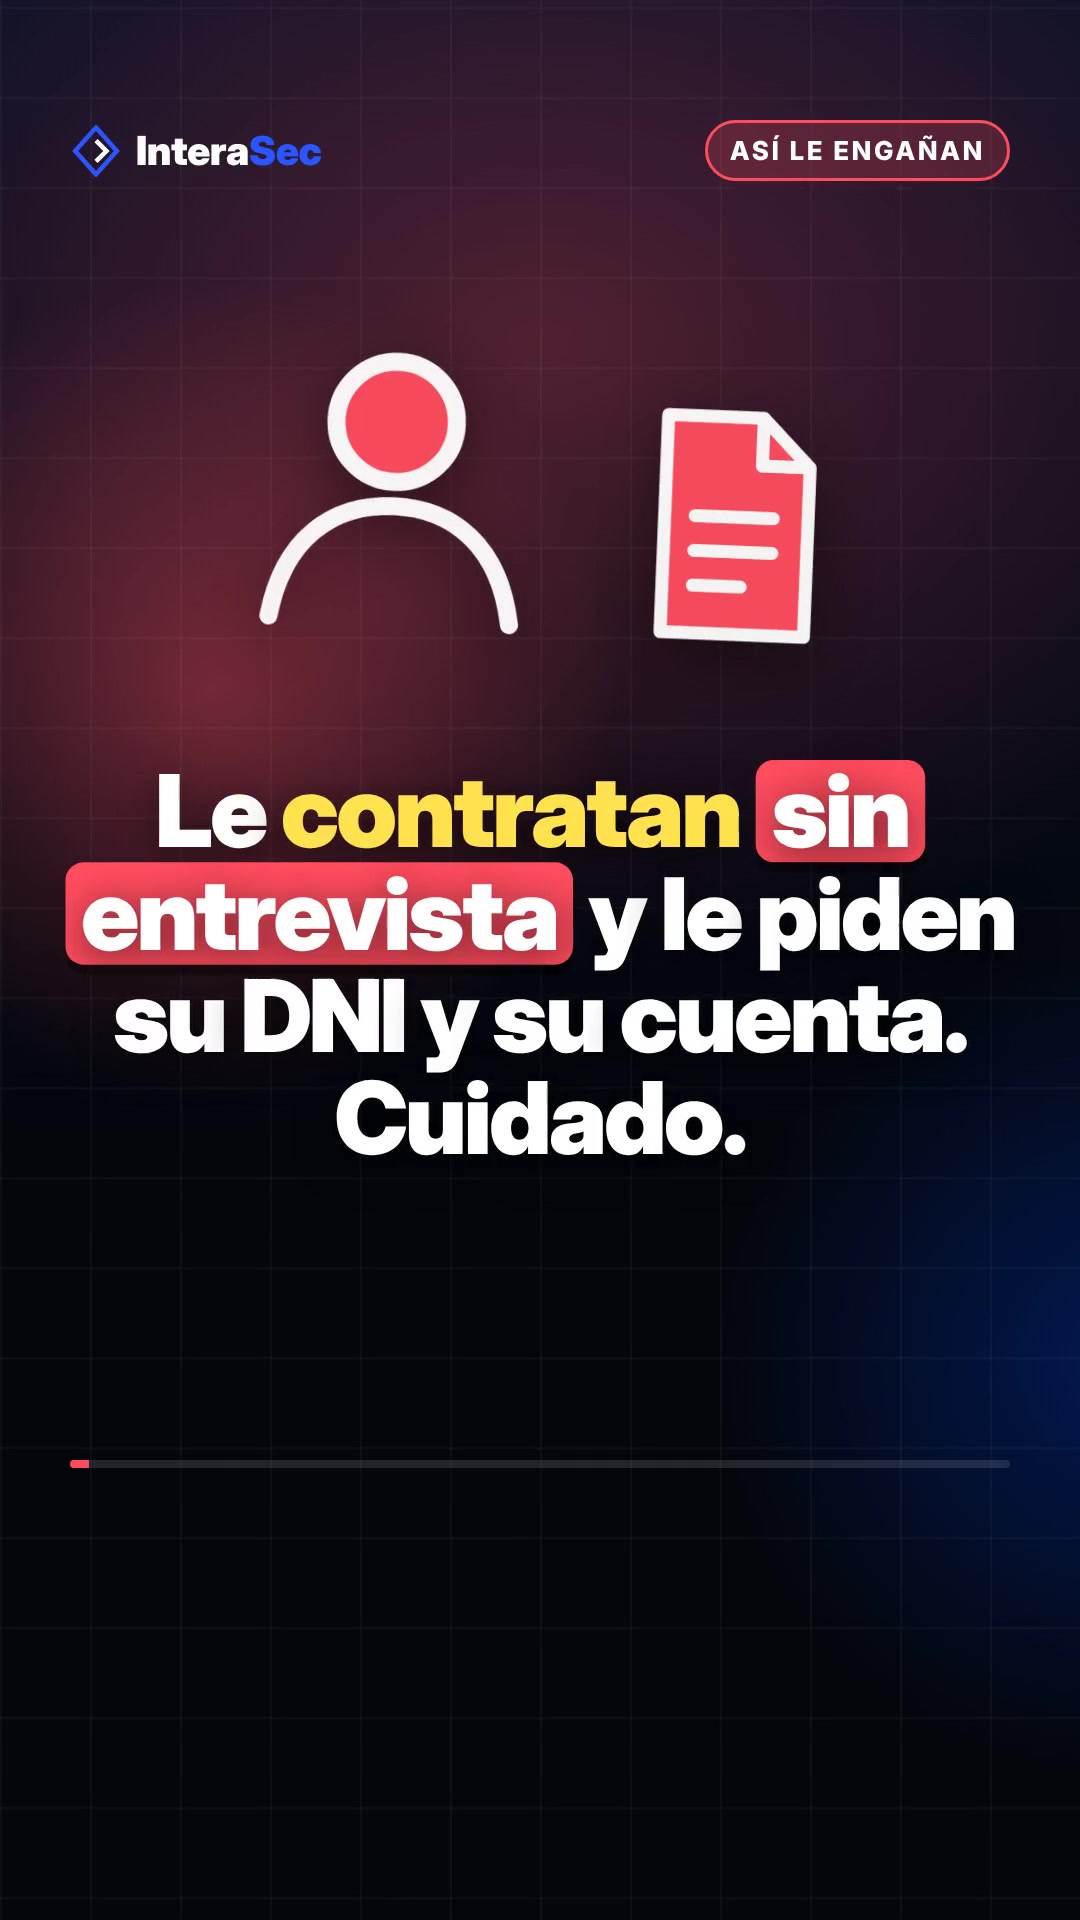 InteraSec
ASÍ LE ENGAÑAN
Le contratan sin
entrevista y le piden
su DNI y su cuenta.
Cuidado.